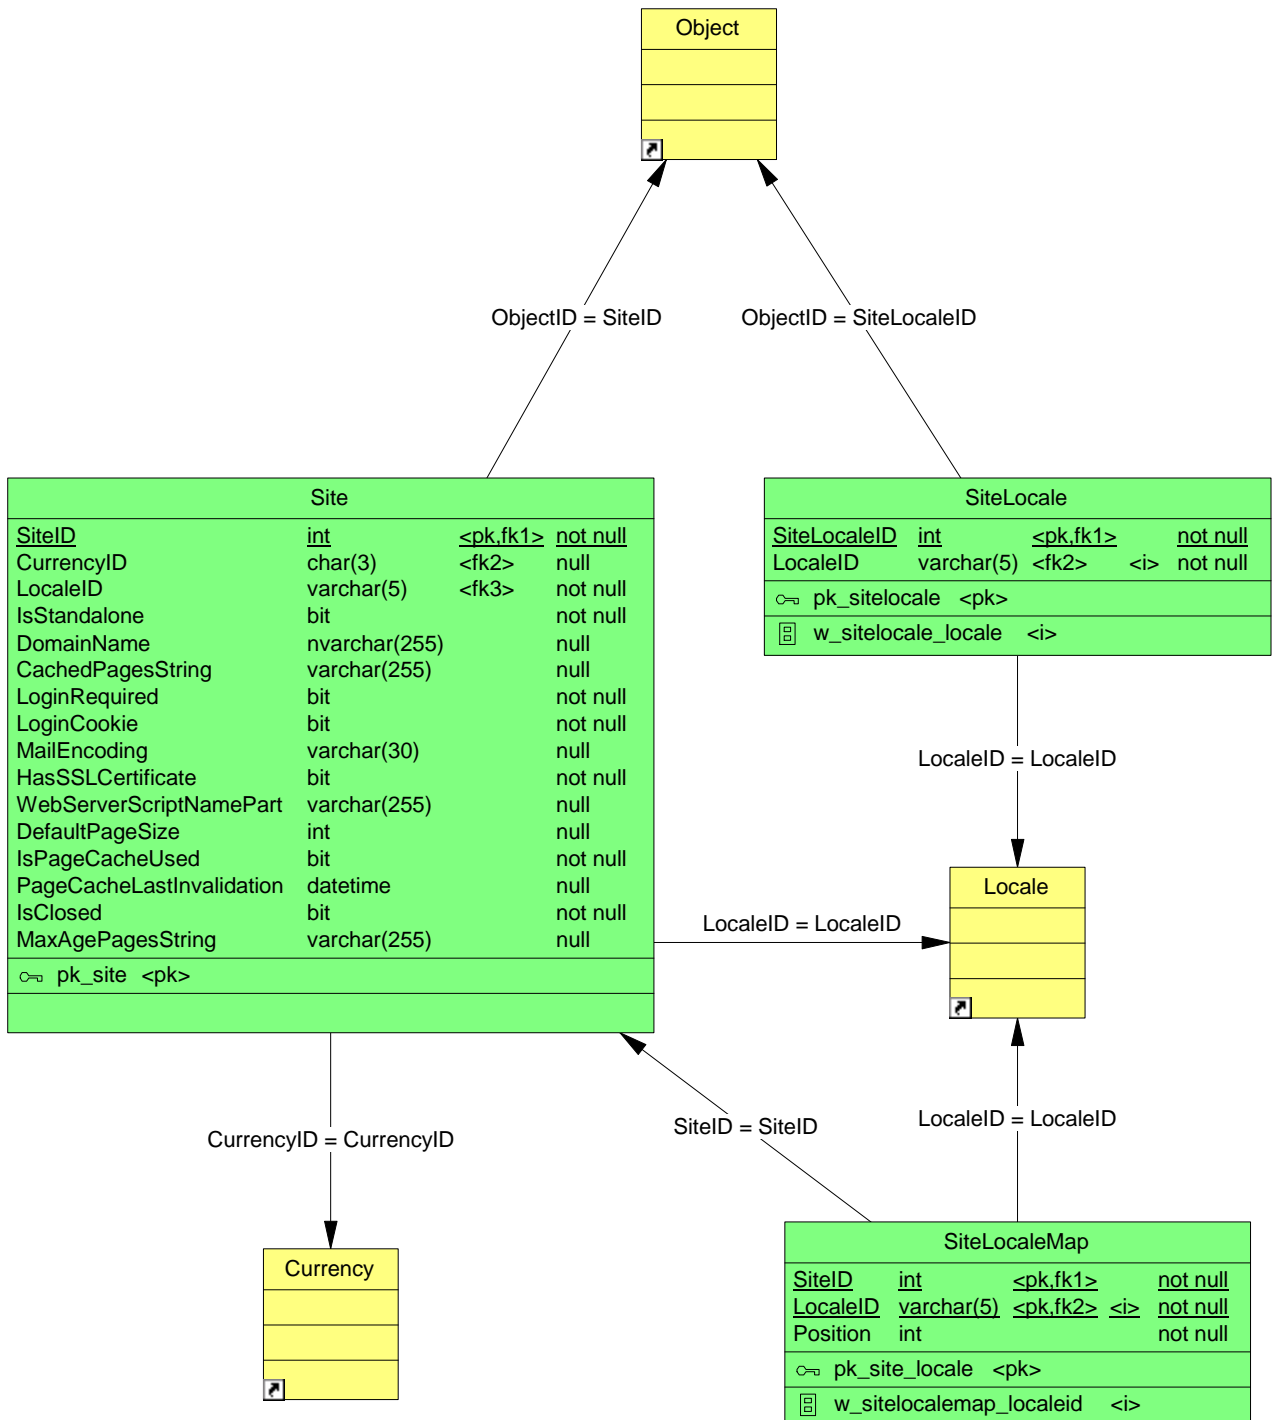 Object
ObjectID = SiteID
ObjectID = SiteLocaleID
Site
SiteID int <pk,fk1> not null
CurrencyID char(3) <fk2> null
LocaleID varchar(5) <fk3> not null
IsStandalone bit not null
DomainName nvarchar(255) null
CachedPagesString varchar(255) null
LoginRequired bit not null
LoginCookie bit not null
MailEncoding varchar(30) null
HasSSLCertificate bit not null
WebServerScriptNamePart varchar(255) null
DefaultPageSize int null
IsPageCacheUsed bit not null
PageCacheLastInvalidation datetime null
IsClosed bit not null
MaxAgePagesString varchar(255) null
pk_site <pk>
SiteLocale
SiteLocaleID int <pk,fk1> not null
LocaleID varchar(5) <fk2> <i> not null
pk_sitelocale <pk>
w_sitelocale_locale <i>
LocaleID = LocaleID
Locale
LocaleID = LocaleID
LocaleID = LocaleID
SiteID = SiteID
CurrencyID = CurrencyID
Currency
SiteLocaleMap
SiteID int <pk,fk1> not null
LocaleID varchar(5) <pk,fk2> <i> not null
Position int not null
pk_site_locale <pk>
w_sitelocalemap_localeid <i>